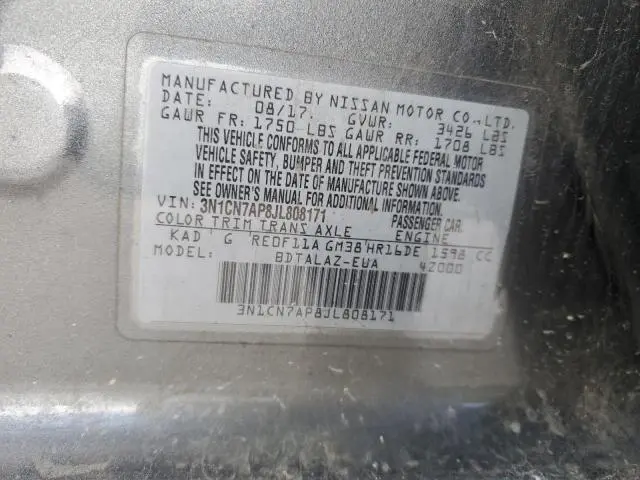 MANUFACTURED BY NISSAN MOTOR CO.,LTD.
DATE: 08/17. GVWR: 3426 LBS
GAWR FR: 1750 LBS GAWR RR: 1708 LBS
THIS VEHICLE CONFORMS TO ALL APPLICABLE FEDERAL MOTOR
VEHICLE SAFETY, BUMPER AND THEFT PREVENTION STANDARDS
IN EFFECT ON THE DATE OF MANUFACTURE SHOWN ABOVE.
SEE OWNER'S MANUAL FOR ADDITIONAL INFORMATION.
VIN: 3N1CN7AP8JL808171 PASSENGER CAR.
COLOR TRIM TRANS AXLE ENGINE
KAD G RE0F11A GM38 HR16DE 1598 CC
MODEL: BDTALAZ-EUA 42000
3N1CN7AP8JL808171